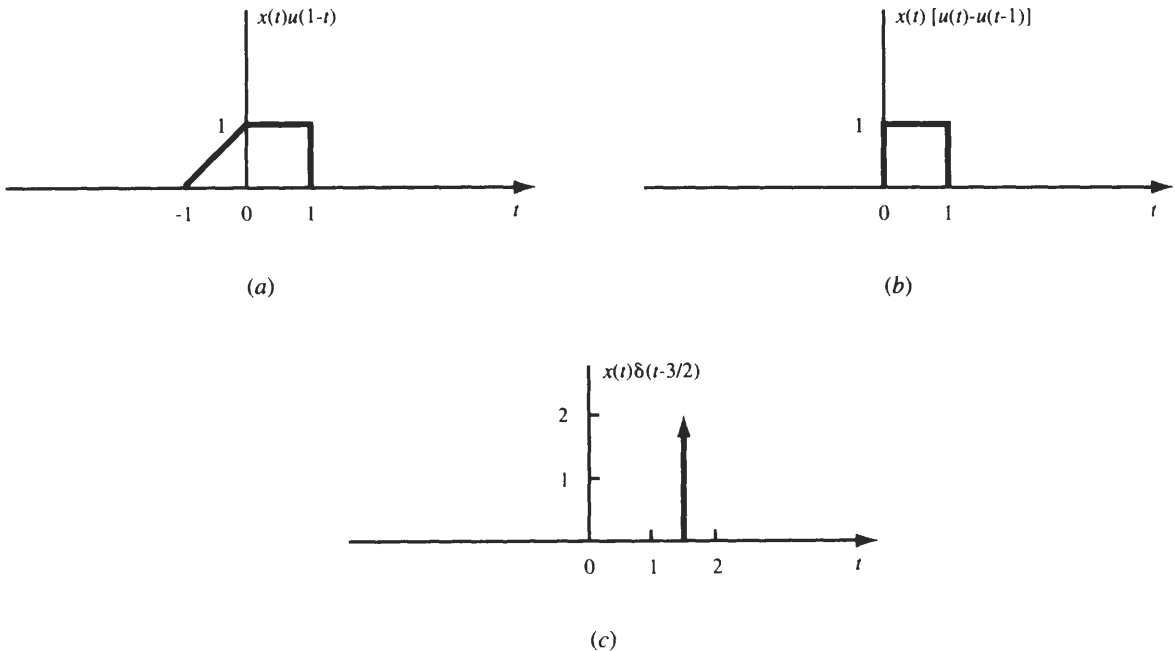 x(t)u(1-t)
1
-1 0 1 t
(a)
x(t) [u(t)-u(t-1)]
1
0 1 t
(b)
x(t)δ(t-3/2)
2
1
0 1 2 t
(c)